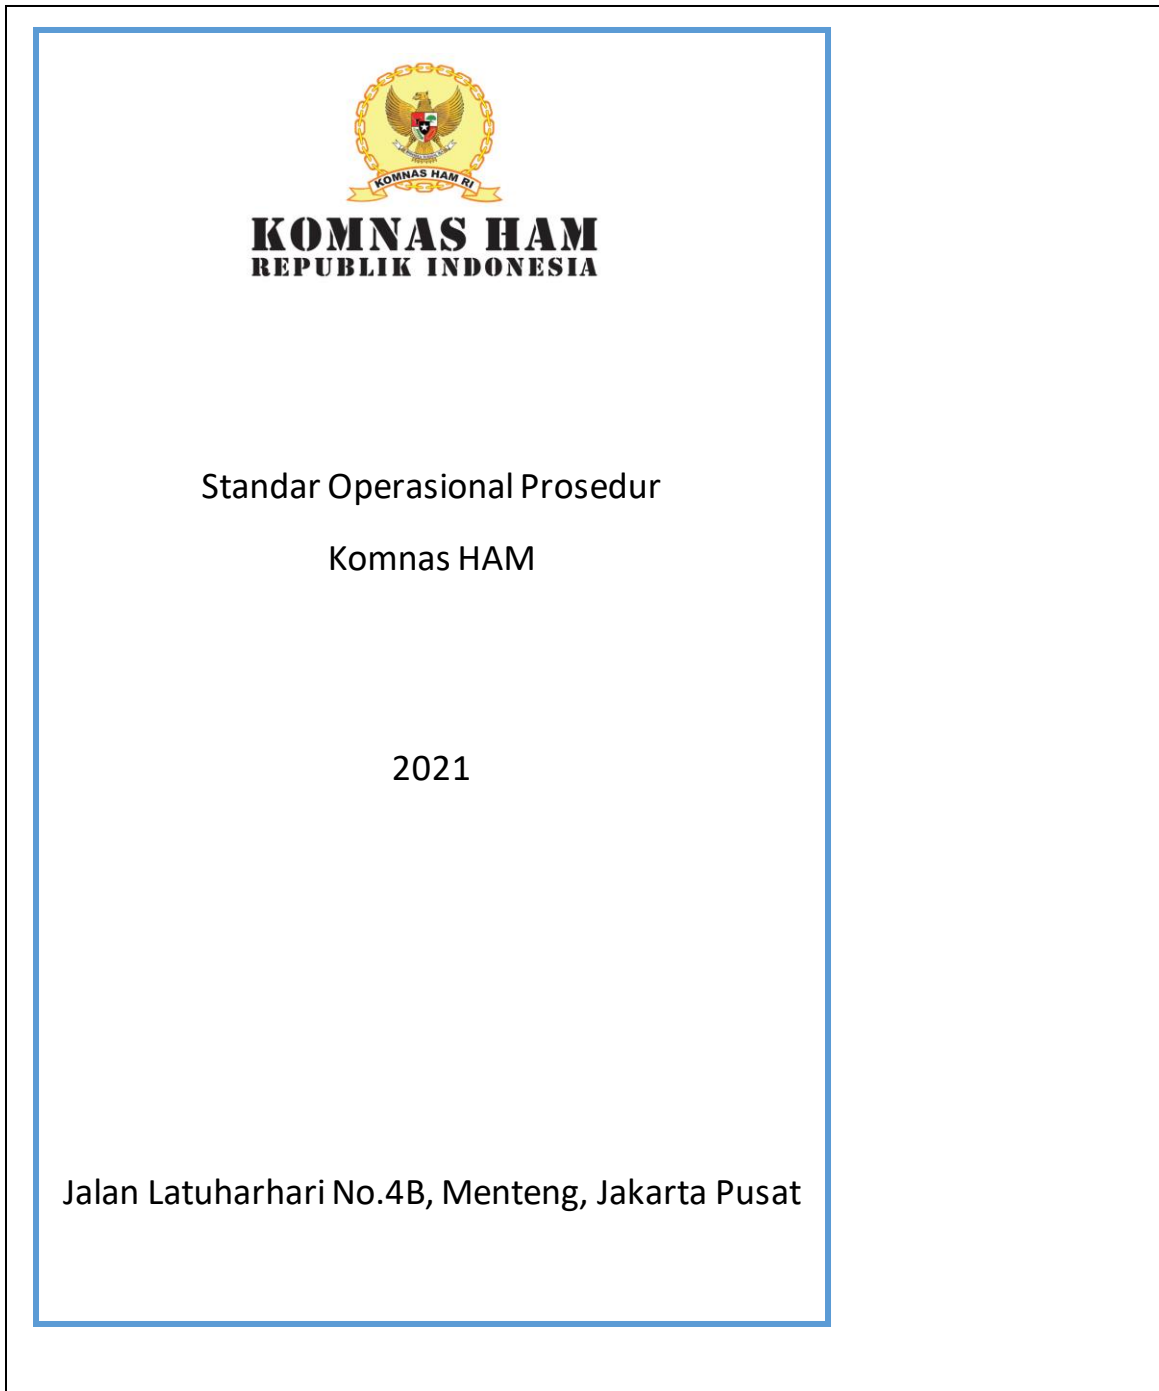 KOMNAS HAM RI
KOMNAS HAM
REPUBLIK INDONESIA
Standar Operasional Prosedur
Komnas HAM
2021
Jalan Latuharhari No.4B, Menteng, Jakarta Pusat